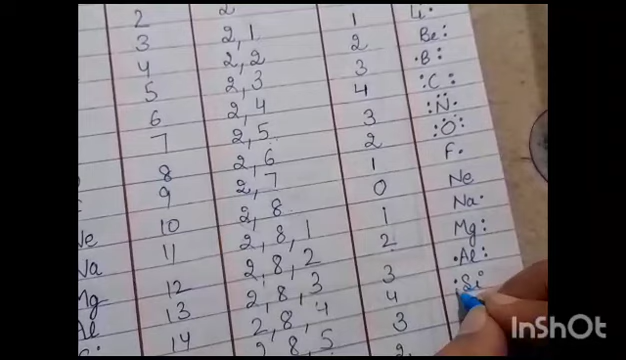 2 2 1 Li:
3 2, 1 2 Be:
4 2, 2 3 ·B:
5 2, 3 4 :C:
6 2, 4 3 :N·
7 2, 5 2 :O:
8 2, 6 1 F·
9 2, 7 0 Ne
Ne 10 2, 8 1 Na·
Na 11 2, 8, 1 2 Mg:
Mg 12 2, 8, 2 3 ·Al:
Al 13 2, 8, 3 4 :Si
14 2, 8, 4 3
2, 8, 5 2
InShOt